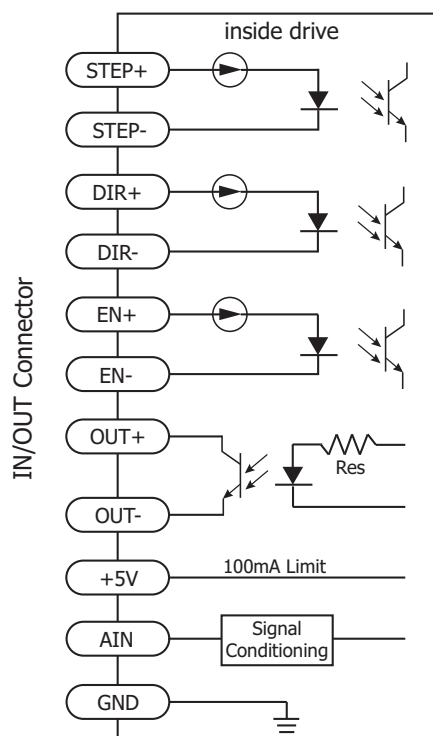 inside drive
STEP+
STEP-
DIR+
DIR-
EN+
EN-
IN/OUT Connector
OUT+
Res
OUT-
+5V
100mA Limit
AIN
Signal
Conditioning
GND